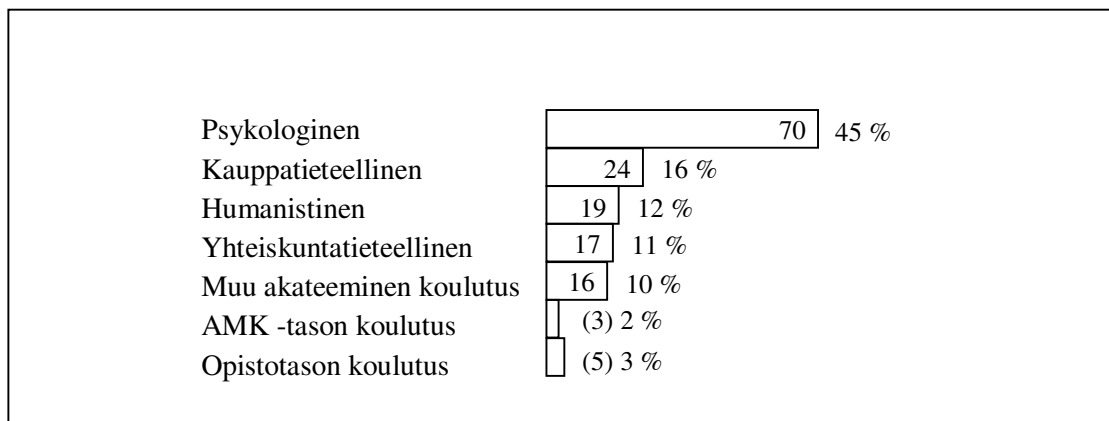 Psykologinen 70 45 %
Kauppatieteellinen 24 16 %
Humanistinen 19 12 %
Yhteiskuntatieteellinen 17 11 %
Muu akateeminen koulutus 16 10 %
AMK -tason koulutus (3) 2 %
Opistotason koulutus (5) 3 %